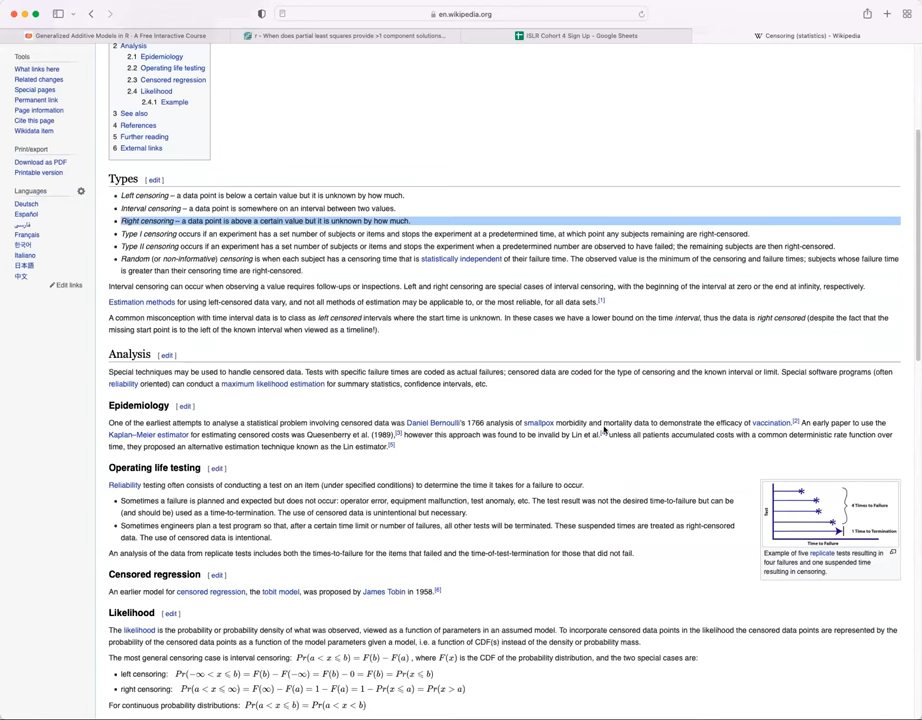 en.wikipedia.org
Generalized Additive Models in R · A Free Interactive Course
r - When does partial least squares provide >1 component solutions...
ISLR Cohort 4 Sign Up - Google Sheets
Censoring (statistics) - Wikipedia
Tools
What links here
Related changes
Special pages
Permanent link
Page information
Cite this page
Wikidata item
Print/export
Download as PDF
Printable version
Languages
Deutsch
Español
فارسی
Français
한국어
Italiano
日本語
中文
Edit links
2 Analysis
2.1 Epidemiology
2.2 Operating life testing
2.3 Censored regression
2.4 Likelihood
2.4.1 Example
3 See also
4 References
5 Further reading
6 External links
Types [ edit ]
Left censoring – a data point is below a certain value but it is unknown by how much.
Interval censoring – a data point is somewhere on an interval between two values.
Right censoring – a data point is above a certain value but it is unknown by how much.
Type I censoring occurs if an experiment has a set number of subjects or items and stops the experiment at a predetermined time, at which point any subjects remaining are right-censored.
Type II censoring occurs if an experiment has a set number of subjects or items and stops the experiment when a predetermined number are observed to have failed; the remaining subjects are then right-censored.
Random (or non-informative) censoring is when each subject has a censoring time that is statistically independent of their failure time. The observed value is the minimum of the censoring and failure times; subjects whose failure time
is greater than their censoring time are right-censored.
Interval censoring can occur when observing a value requires follow-ups or inspections. Left and right censoring are special cases of interval censoring, with the beginning of the interval at zero or the end at infinity, respectively.
Estimation methods for using left-censored data vary, and not all methods of estimation may be applicable to, or the most reliable, for all data sets.[1]
A common misconception with time interval data is to class as left censored intervals where the start time is unknown. In these cases we have a lower bound on the time interval, thus the data is right censored (despite the fact that the
missing start point is to the left of the known interval when viewed as a timeline!).
Analysis [ edit ]
Special techniques may be used to handle censored data. Tests with specific failure times are coded as actual failures; censored data are coded for the type of censoring and the known interval or limit. Special software programs (often
reliability oriented) can conduct a maximum likelihood estimation for summary statistics, confidence intervals, etc.
Epidemiology [ edit ]
One of the earliest attempts to analyse a statistical problem involving censored data was Daniel Bernoulli's 1766 analysis of smallpox morbidity and mortality data to demonstrate the efficacy of vaccination.[2] An early paper to use the
Kaplan–Meier estimator for estimating censored costs was Quesenberry et al. (1989),[3] however this approach was found to be invalid by Lin et al. unless all patients accumulated costs with a common deterministic rate function over
time, they proposed an alternative estimation technique known as the Lin estimator.[5]
Operating life testing [ edit ]
Reliability testing often consists of conducting a test on an item (under specified conditions) to determine the time it takes for a failure to occur.
Sometimes a failure is planned and expected but does not occur: operator error, equipment malfunction, test anomaly, etc. The test result was not the desired time-to-failure but can be
(and should be) used as a time-to-termination. The use of censored data is unintentional but necessary.
Sometimes engineers plan a test program so that, after a certain time limit or number of failures, all other tests will be terminated. These suspended times are treated as right-censored
data. The use of censored data is intentional.
An analysis of the data from replicate tests includes both the times-to-failure for the items that failed and the time-of-test-termination for those that did not fail.
Test
4 Times to Failure
1 Time to Termination
Time to Failure
Example of five replicate tests resulting in
four failures and one suspended time
resulting in censoring.
Censored regression [ edit ]
An earlier model for censored regression, the tobit model, was proposed by James Tobin in 1958.[6]
Likelihood [ edit ]
The likelihood is the probability or probability density of what was observed, viewed as a function of parameters in an assumed model. To incorporate censored data points in the likelihood the censored data points are represented by the
probability of the censored data points as a function of the model parameters given a model, i.e. a function of CDF(s) instead of the density or probability mass.
The most general censoring case is interval censoring: Pr(a < x ⩽ b) = F(b) − F(a), where F(x) is the CDF of the probability distribution, and the two special cases are:
left censoring: Pr(−∞ < x ⩽ b) = F(b) − F(−∞) = F(b) − 0 = F(b) = Pr(x ⩽ b)
right censoring: Pr(a < x ⩽ ∞) = F(∞) − F(a) = 1 − F(a) = 1 − Pr(x ⩽ a) = Pr(x > a)
For continuous probability distributions: Pr(a < x ⩽ b) = Pr(a < x < b)